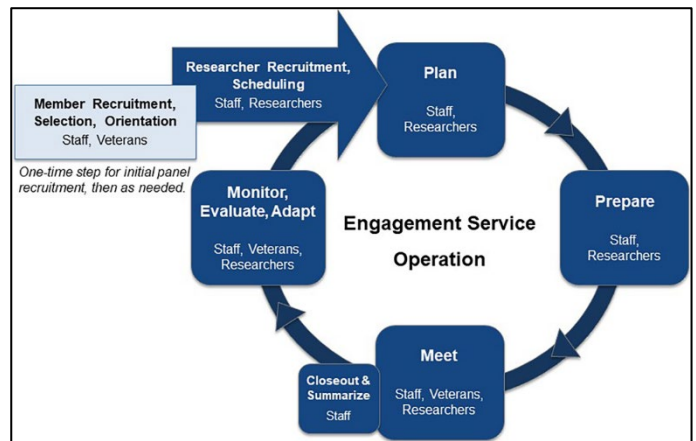 Researcher Recruitment,
Scheduling
Staff, Researchers
Member Recruitment,
Selection, Orientation
Staff, Veterans
One-time step for initial panel
recruitment, then as needed.
Plan
Staff,
Researchers
Prepare
Staff,
Researchers
Meet
Staff, Veterans,
Researchers
Closeout &
Summarize
Staff
Monitor,
Evaluate, Adapt
Staff, Veterans,
Researchers
Engagement Service
Operation